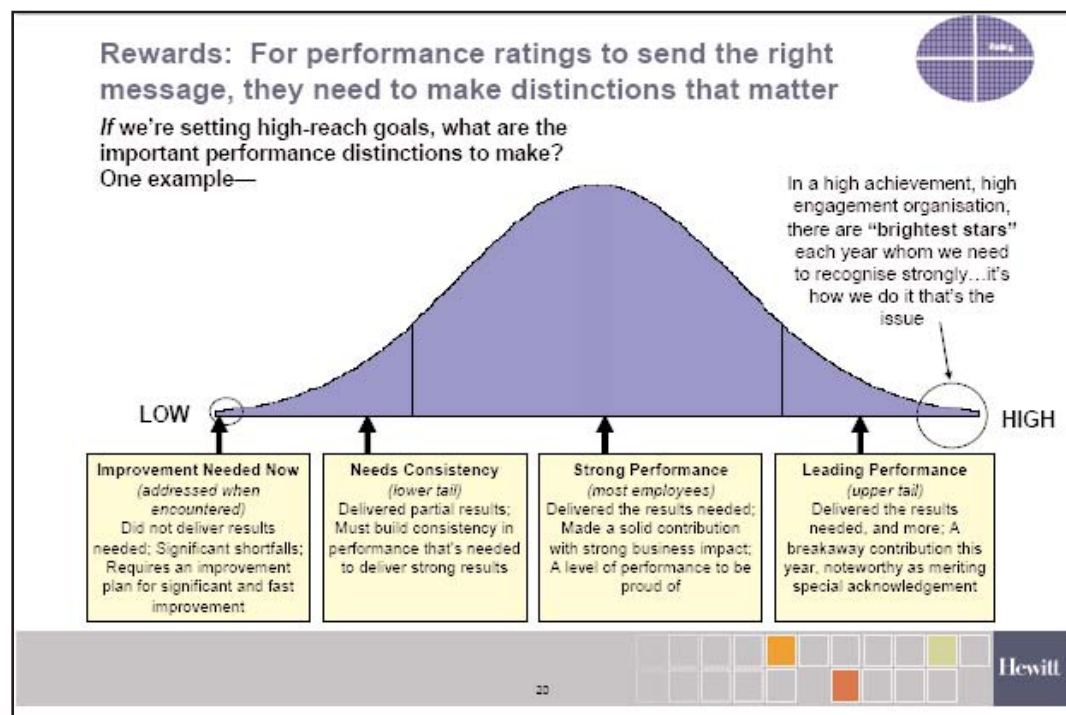 Rewards: For performance ratings to send the right
message, they need to make distinctions that matter
Rating
If we're setting high-reach goals, what are the
important performance distinctions to make?
One example—
In a high achievement, high
engagement organisation,
there are “brightest stars”
each year whom we need
to recognise strongly…it's
how we do it that's the
issue
LOW
HIGH
Improvement Needed Now
(addressed when
encountered)
Did not deliver results
needed; Significant shortfalls;
Requires an improvement
plan for significant and fast
improvement
Needs Consistency
(lower tail)
Delivered partial results;
Must build consistency in
performance that's needed
to deliver strong results
Strong Performance
(most employees)
Delivered the results needed;
Made a solid contribution
with strong business impact;
A level of performance to be
proud of
Leading Performance
(upper tail)
Delivered the results
needed, and more; A
breakaway contribution this
year, noteworthy as meriting
special acknowledgement
20
Hewitt